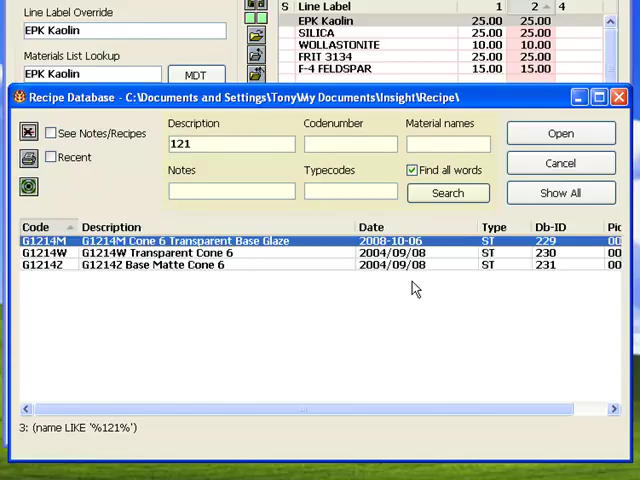 S Line Label 1 2 4
Line Label Override
EPK Kaolin
Materials List Lookup
EPK Kaolin MDT
EPK Kaolin 25.00 25.00
SILICA 25.00 25.00
WOLLASTONITE 10.00 10.00
FRIT 3134 25.00 25.00
F-4 FELDSPAR 15.00 15.00
Recipe Database - C:\Documents and Settings\Tony\My Documents\Insight\Recipe\
See Notes/Recipes
Recent
Description Codenumber Material names
121
Notes Typecodes Find all words
Search
Open
Cancel
Show All
Code Description Date Type Db-ID
G1214M G1214M Cone 6 Transparent Base Glaze 2008-10-06 ST 229 00
G1214W G1214W Transparent Cone 6 2004/09/08 ST 230 00
G1214Z G1214Z Base Matte Cone 6 2004/09/08 ST 231 00
3: (name LIKE '%121%')